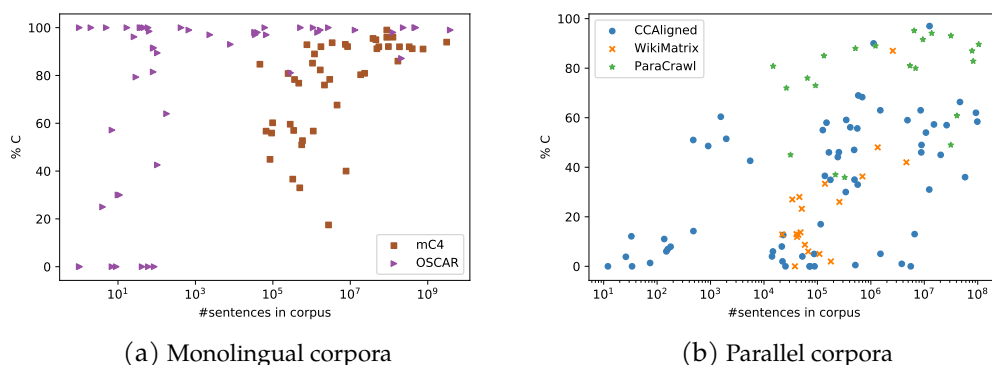 100
80
60
40
20
0
% C
mC4
OSCAR
10¹ 10³ 10⁵ 10⁷ 10⁹
#sentences in corpus
(a) Monolingual corpora
100
80
60
40
20
0
% C
CCAligned
WikiMatrix
ParaCrawl
10¹ 10² 10³ 10⁴ 10⁵ 10⁶ 10⁷ 10⁸
#sentences in corpus
(b) Parallel corpora